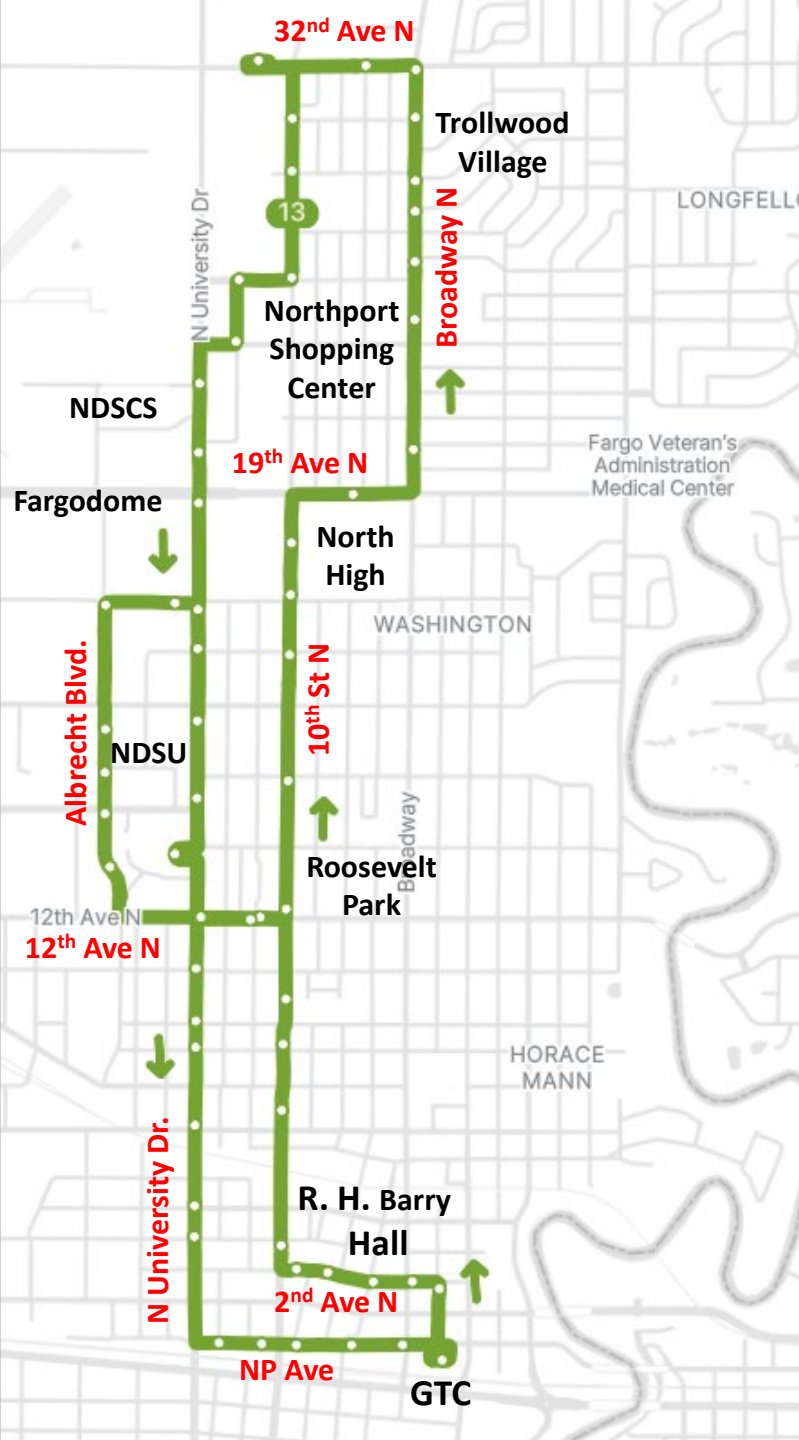 32nd Ave N
Trollwood
Village
LONGFELLO
N University Dr
13
Broadway N
Northport
Shopping
Center
NDSCS
19th Ave N
Fargo Veteran's
Administration
Medical Center
Fargodome
North
High
WASHINGTON
Albrecht Blvd.
10th St N
NDSU
Broadway
Roosevelt
Park
12th Ave N
12th Ave N
HORACE
MANN
N University Dr.
R. H. Barry
Hall
2nd Ave N
NP Ave
GTC